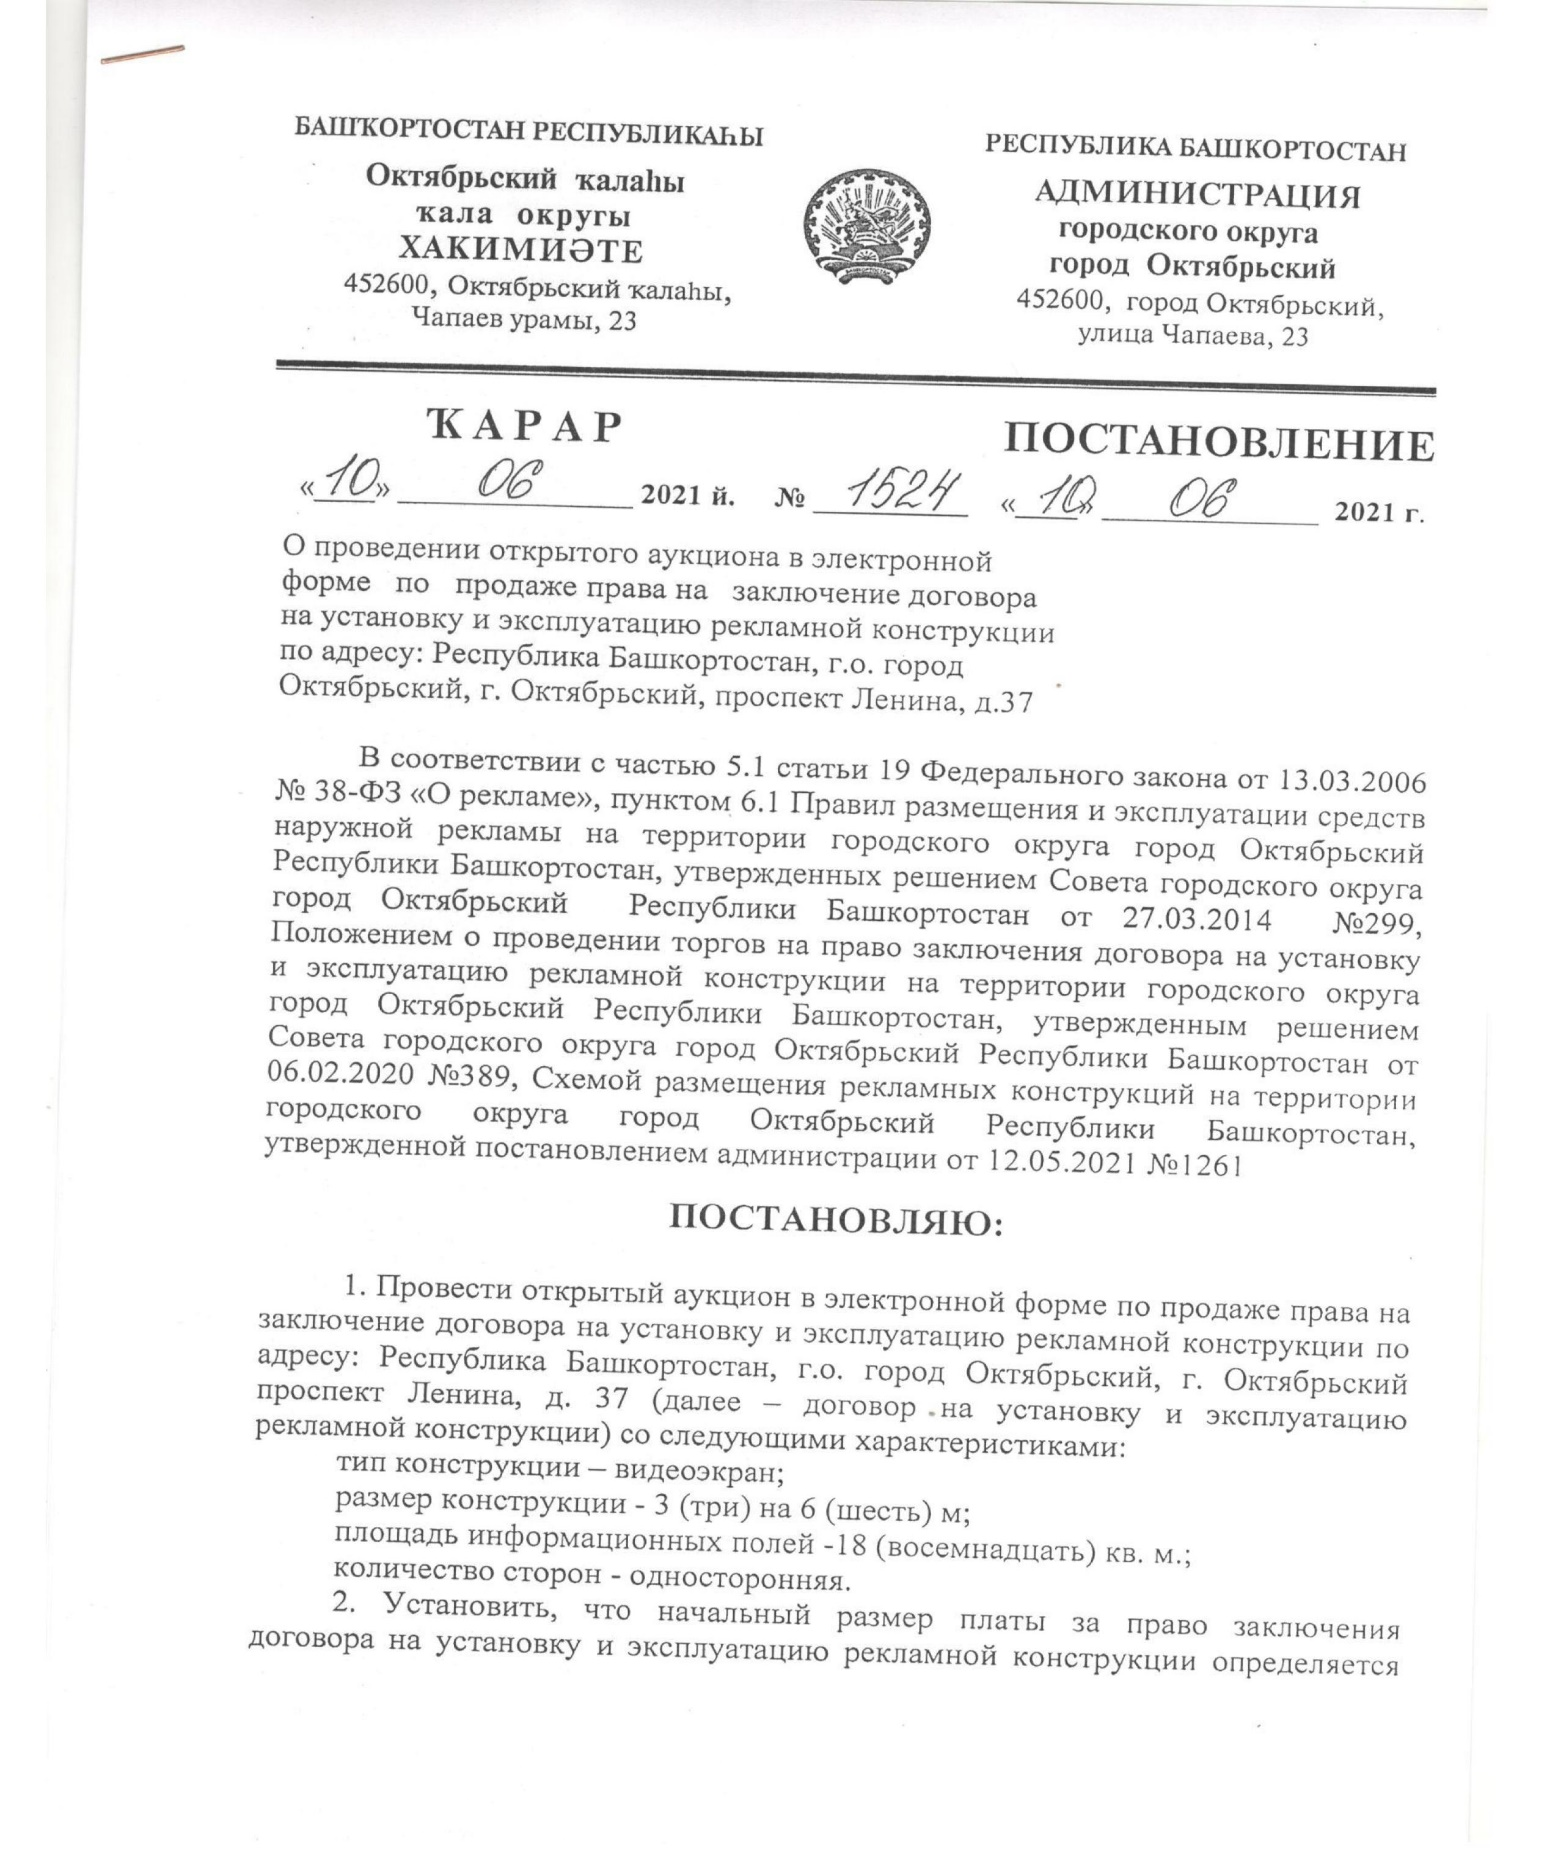 БАШҠОРТОСТАН РЕСПУБЛИКАҺЫ
Октябрьский ҡалаһы
ҡала округы
ХАКИМИӘТЕ
452600, Октябрьский ҡалаһы,
Чапаев урамы, 23
РЕСПУБЛИКА БАШКОРТОСТАН
АДМИНИСТРАЦИЯ
городского округа
город Октябрьский
452600, город Октябрьский,
улица Чапаева, 23
ҠАРАР
ПОСТАНОВЛЕНИЕ
«10» 06 2021 й. № 1524 «10» 06 2021 г.
О проведении открытого аукциона в электронной
форме по продаже права на заключение договора
на установку и эксплуатацию рекламной конструкции
по адресу: Республика Башкортостан, г.о. город
Октябрьский, г. Октябрьский, проспект Ленина, д.37
В соответствии с частью 5.1 статьи 19 Федерального закона от 13.03.2006
№ 38-ФЗ «О рекламе», пунктом 6.1 Правил размещения и эксплуатации средств
наружной рекламы на территории городского округа город Октябрьский
Республики Башкортостан, утвержденных решением Совета городского округа
город Октябрьский Республики Башкортостан от 27.03.2014 №299,
Положением о проведении торгов на право заключения договора на установку
и эксплуатацию рекламной конструкции на территории городского округа
город Октябрьский Республики Башкортостан, утвержденным решением
Совета городского округа город Октябрьский Республики Башкортостан от
06.02.2020 №389, Схемой размещения рекламных конструкций на территории
городского округа город Октябрьский Республики Башкортостан,
утвержденной постановлением администрации от 12.05.2021 №1261
ПОСТАНОВЛЯЮ:
1. Провести открытый аукцион в электронной форме по продаже права на
заключение договора на установку и эксплуатацию рекламной конструкции по
адресу: Республика Башкортостан, г.о. город Октябрьский, г. Октябрьский
проспект Ленина, д. 37 (далее – договор на установку и эксплуатацию
рекламной конструкции) со следующими характеристиками:
тип конструкции – видеоэкран;
размер конструкции - 3 (три) на 6 (шесть) м;
площадь информационных полей -18 (восемнадцать) кв. м.;
количество сторон - односторонняя.
2. Установить, что начальный размер платы за право заключения
договора на установку и эксплуатацию рекламной конструкции определяется